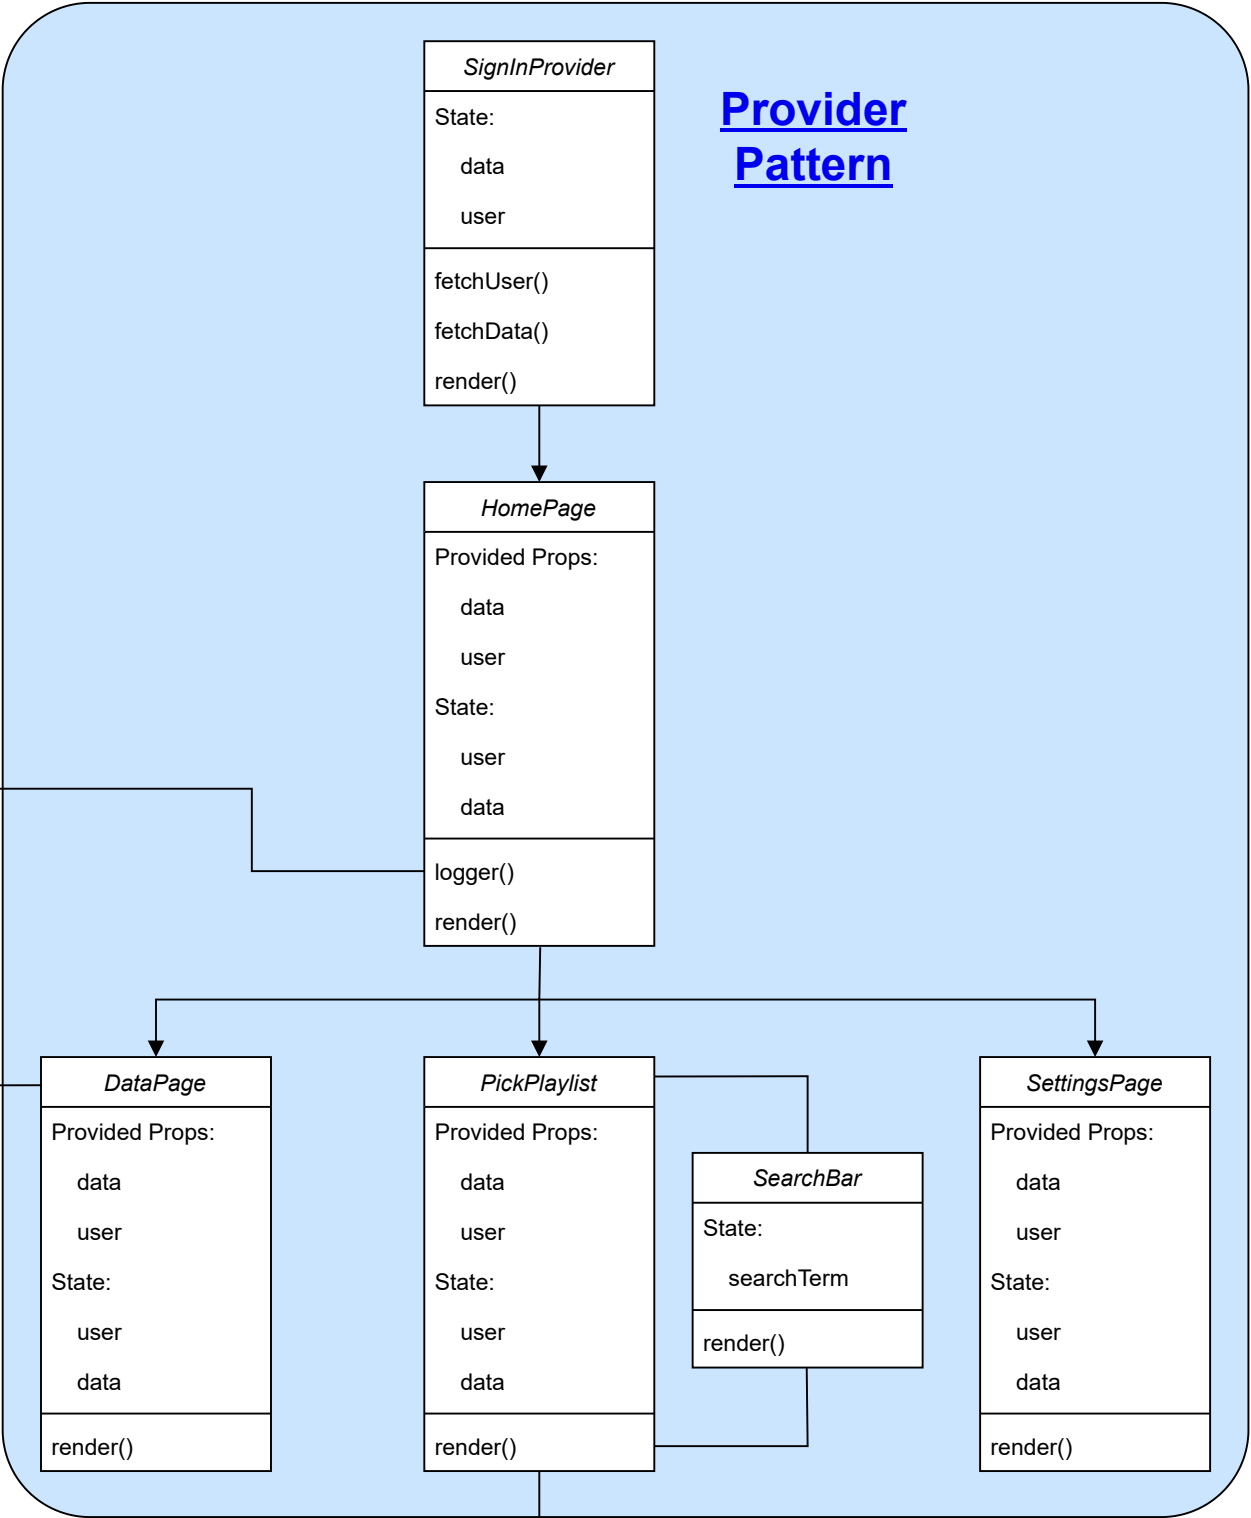 SignInProvider
State:
data
user
fetchUser()
fetchData()
render()
Provider
Pattern
HomePage
Provided Props:
data
user
State:
user
data
logger()
render()
DataPage
Provided Props:
data
user
State:
user
data
render()
PickPlaylist
Provided Props:
data
user
State:
user
data
render()
SearchBar
State:
searchTerm
render()
SettingsPage
Provided Props:
data
user
State:
user
data
render()